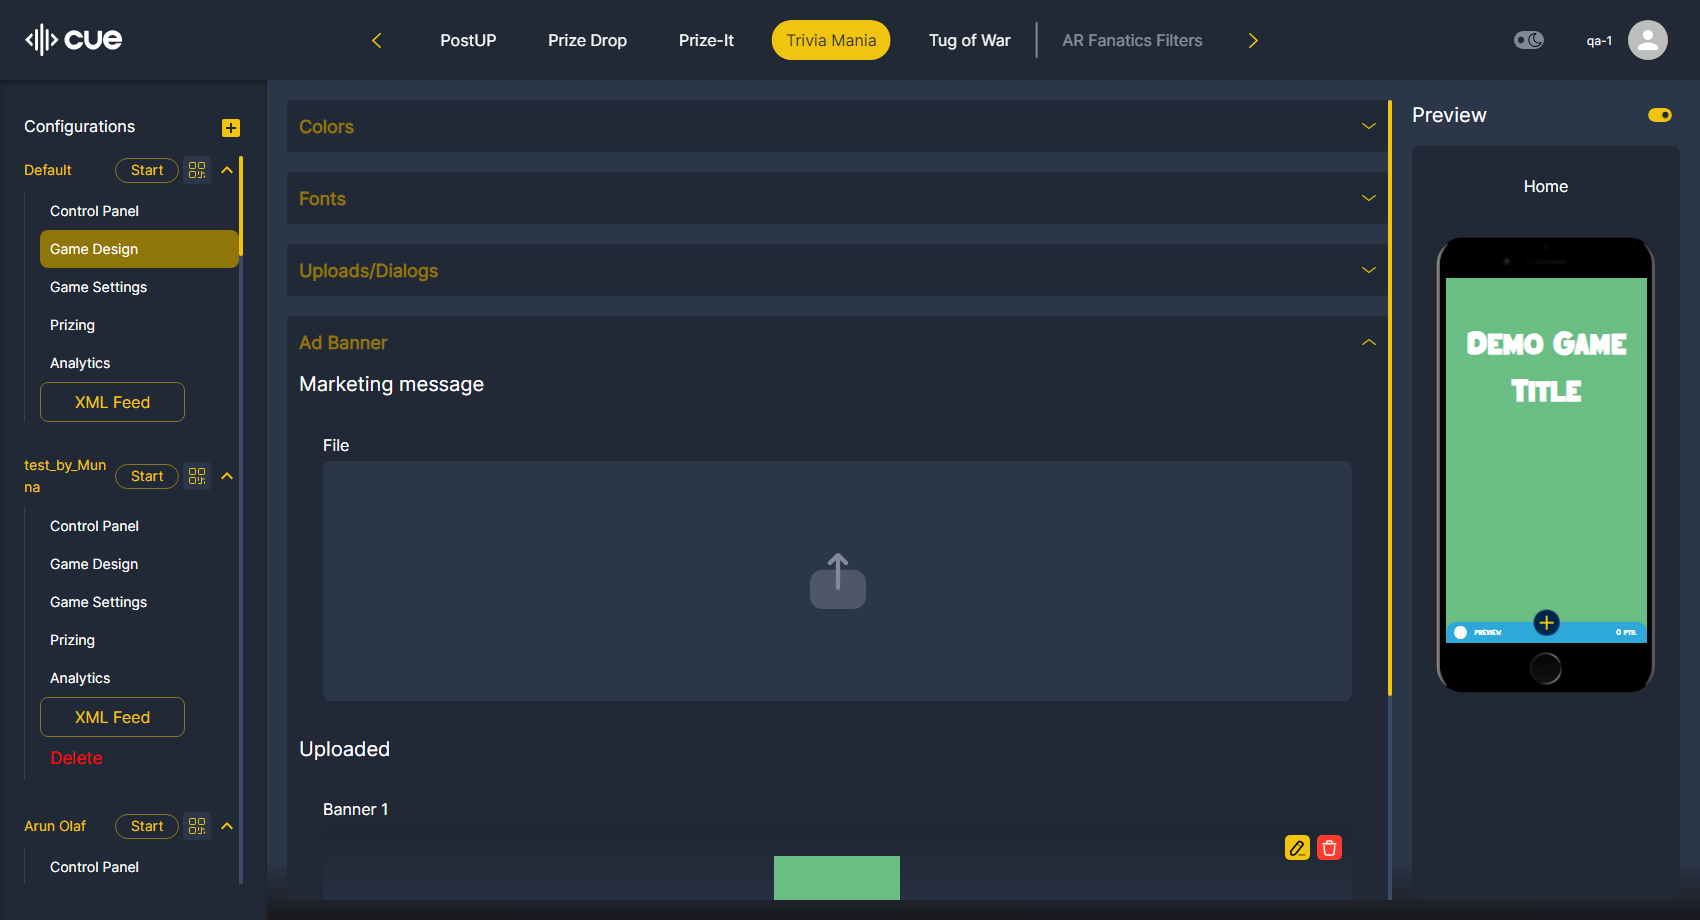 cue
PostUP
Prize Drop
Prize-It
Trivia Mania
Tug of War
AR Fanatics Filters
qa-1
Configurations
Default
Start
Control Panel
Game Design
Game Settings
Prizing
Analytics
XML Feed
test_by_Mun
na
Start
Control Panel
Game Design
Game Settings
Prizing
Analytics
XML Feed
Delete
Arun Olaf
Start
Control Panel
Colors
Fonts
Uploads/Dialogs
Ad Banner
Marketing message
File
Uploaded
Banner 1
Preview
Home
Demo Game
Title
PREVIEW
0 PTS.